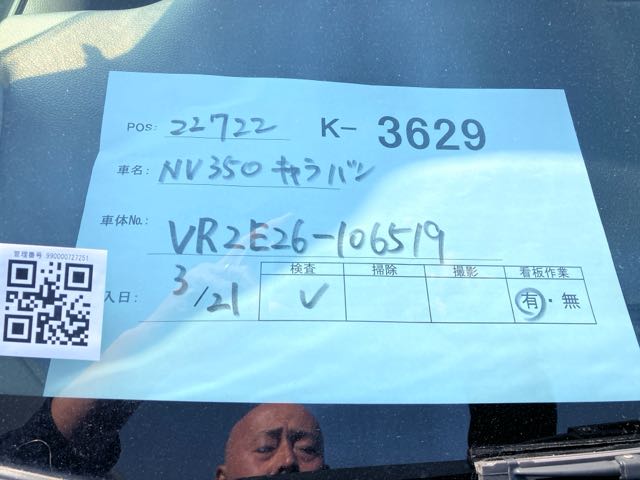 POS: 22722 K- 3629
車名: NV350 キャラバン
車体No.: VR2E26-106519
管理番号 990000727251
入日: 3/21
検査 掃除 撮影 看板作業
✓ 有・無